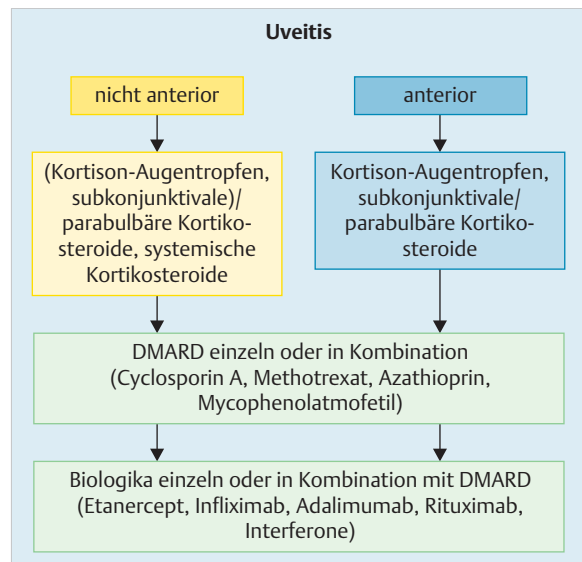 Uveitis
nicht anterior
anterior
(Kortison-Augentropfen,
subkonjunktivale)/
parabulbäre Kortiko-
steroide, systemische
Kortikosteroide
Kortison-Augentropfen,
subkonjunktivale/
parabulbäre Kortiko-
steroide
DMARD einzeln oder in Kombination
(Cyclosporin A, Methotrexat, Azathioprin,
Mycophenolatmofetil)
Biologika einzeln oder in Kombination mit DMARD
(Etanercept, Infliximab, Adalimumab, Rituximab,
Interferone)